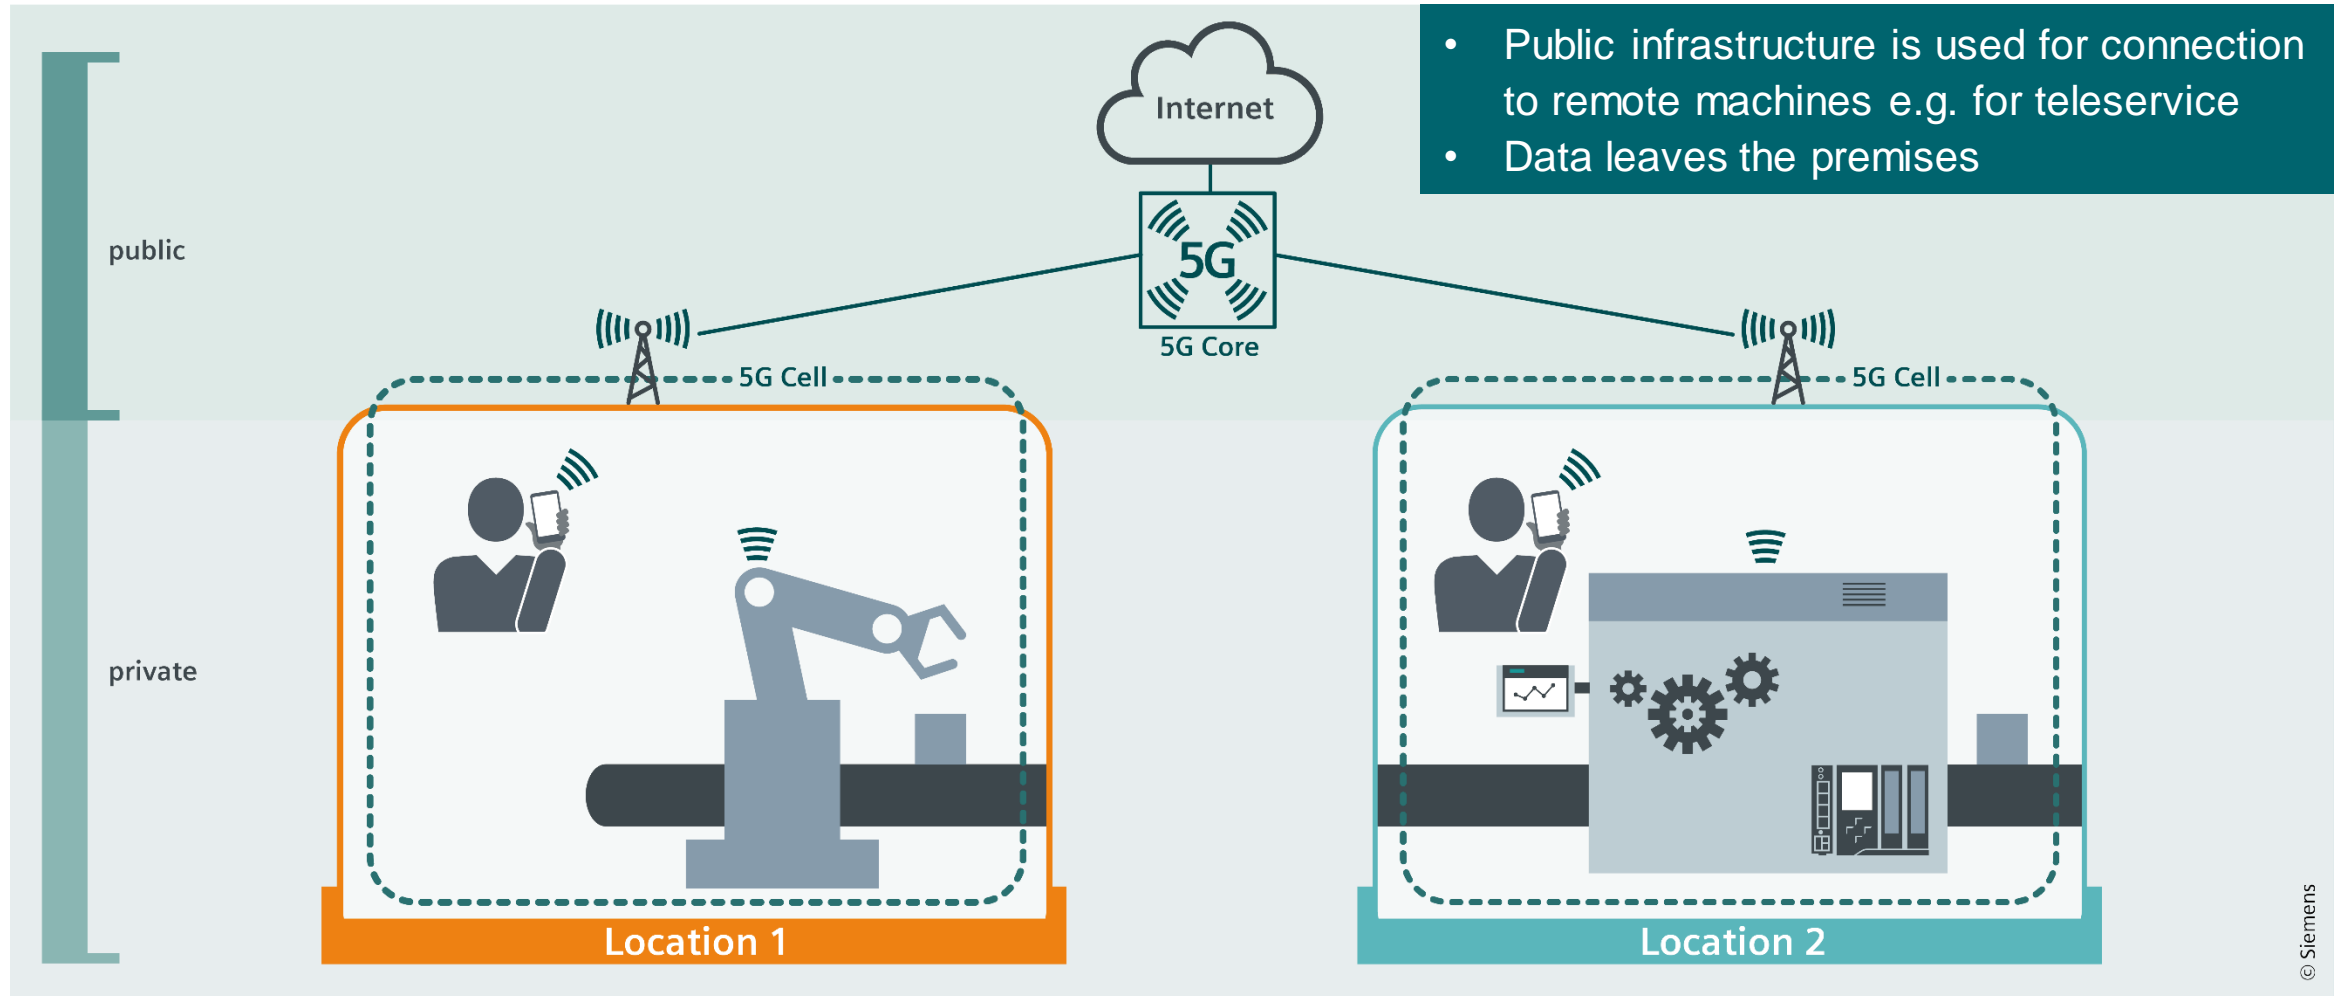 • Public infrastructure is used for connection
to remote machines e.g. for teleservice
• Data leaves the premises
Internet
public
5G
5G Core
5G Cell
5G Cell
private
Location 1
Location 2
© Siemens